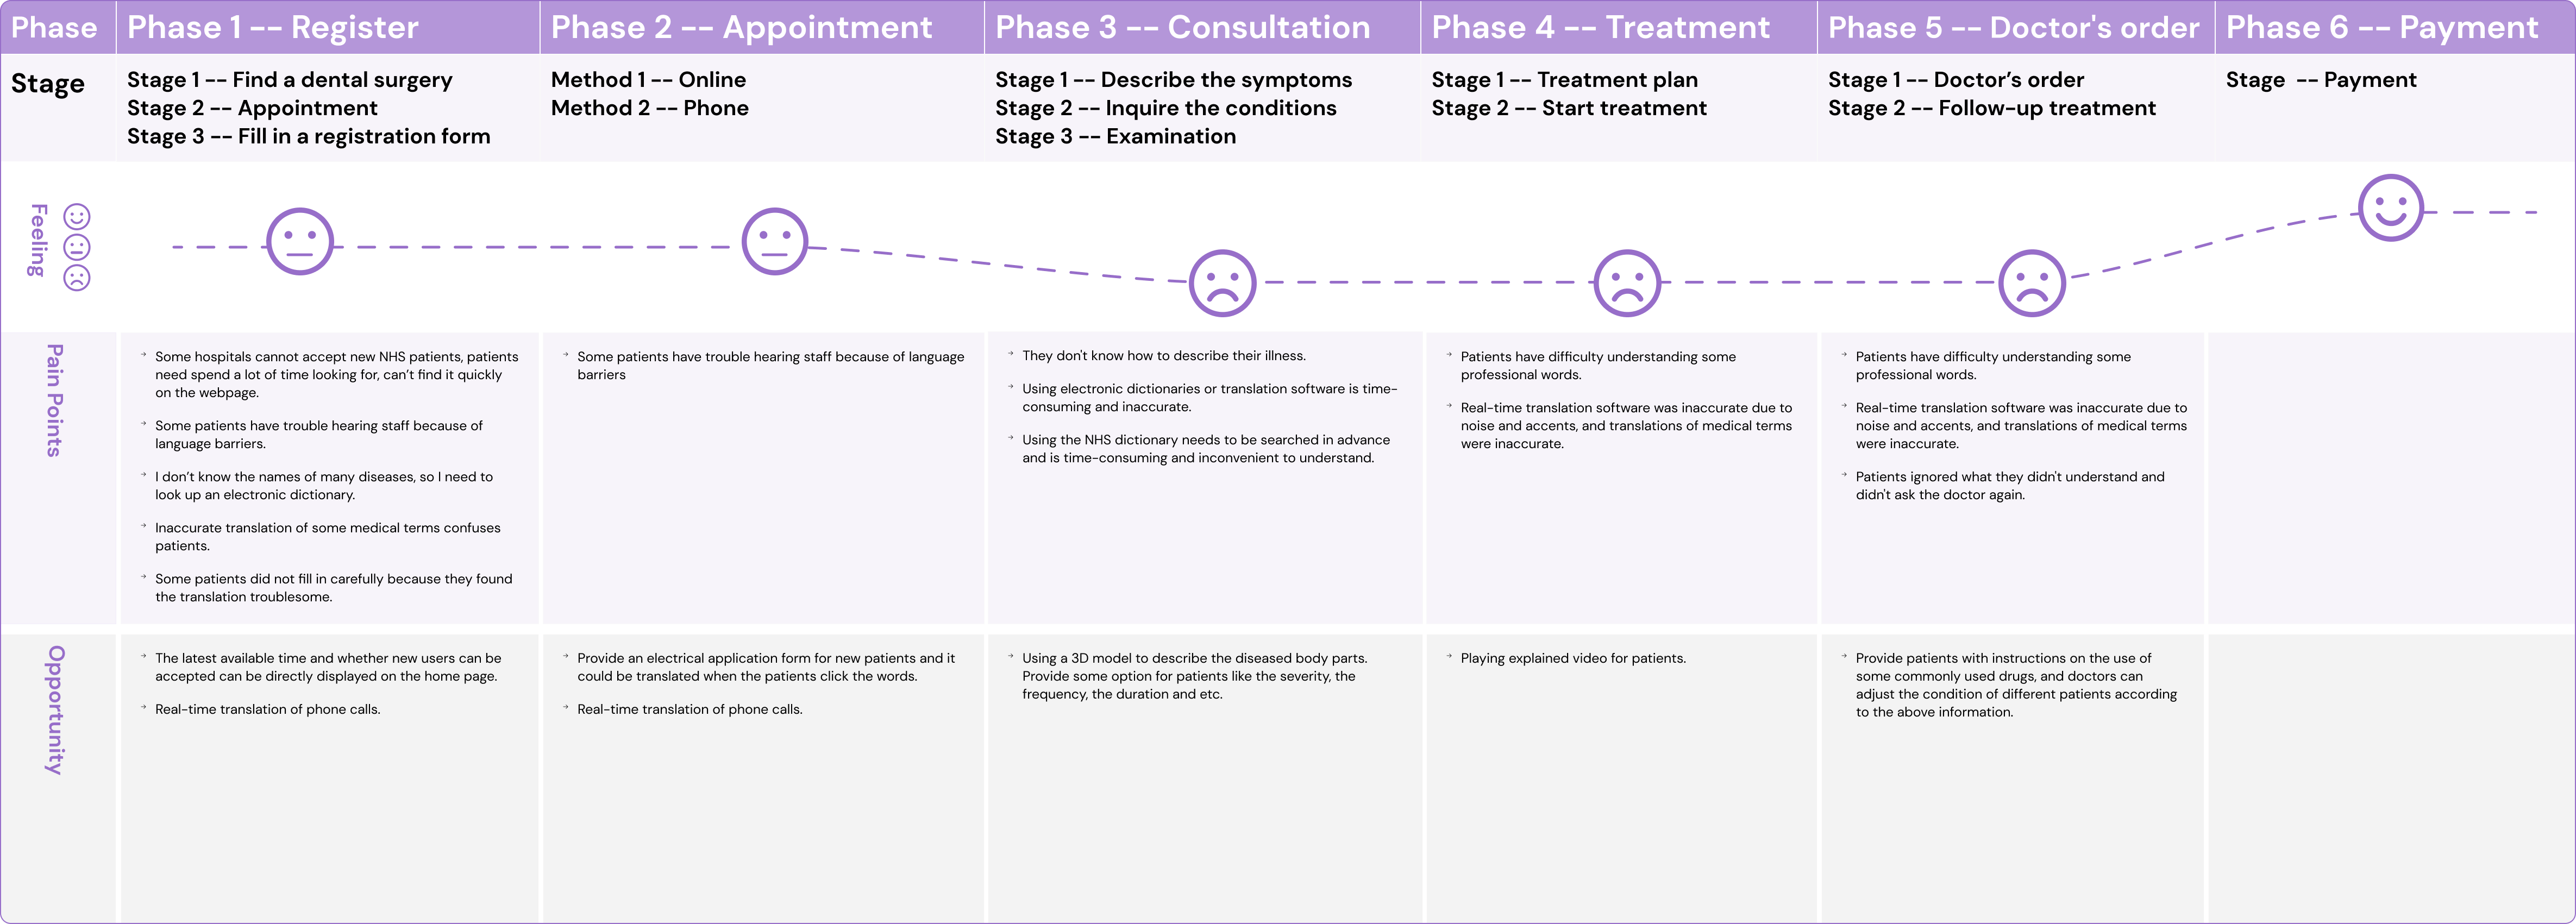 Phase
Phase 1 -- Register
Phase 2 -- Appointment
Phase 3 -- Consultation
Phase 4 -- Treatment
Phase 5 -- Doctor's order
Phase 6 -- Payment
Stage
Stage 1 -- Find a dental surgery
Stage 2 -- Appointment
Stage 3 -- Fill in a registration form
Method 1 -- Online
Method 2 -- Phone
Stage 1 -- Describe the symptoms
Stage 2 -- Inquire the conditions
Stage 3 -- Examination
Stage 1 -- Treatment plan
Stage 2 -- Start treatment
Stage 1 -- Doctor’s order
Stage 2 -- Follow-up treatment
Stage  -- Payment
Feeling
Pain Points
Some hospitals cannot accept new NHS patients, patients
need spend a lot of time looking for, can’t find it quickly
on the webpage.
Some patients have trouble hearing staff because of
language barriers.
I don’t know the names of many diseases, so I need to
look up an electronic dictionary.
Inaccurate translation of some medical terms confuses
patients.
Some patients did not fill in carefully because they found
the translation troublesome.
Some patients have trouble hearing staff because of language
barriers
They don't know how to describe their illness.
Using electronic dictionaries or translation software is time-
consuming and inaccurate.
Using the NHS dictionary needs to be searched in advance
and is time-consuming and inconvenient to understand.
Patients have difficulty understanding some
professional words.
Real-time translation software was inaccurate due to
noise and accents, and translations of medical terms
were inaccurate.
Patients have difficulty understanding some
professional words.
Real-time translation software was inaccurate due to
noise and accents, and translations of medical terms
were inaccurate.
Patients ignored what they didn't understand and
didn't ask the doctor again.
Opportunity
The latest available time and whether new users can be
accepted can be directly displayed on the home page.
Real-time translation of phone calls.
Provide an electrical application form for new patients and it
could be translated when the patients click the words.
Real-time translation of phone calls.
Using a 3D model to describe the diseased body parts.
Provide some option for patients like the severity, the
frequency, the duration and etc.
Playing explained video for patients.
Provide patients with instructions on the use of
some commonly used drugs, and doctors can
adjust the condition of different patients according
to the above information.